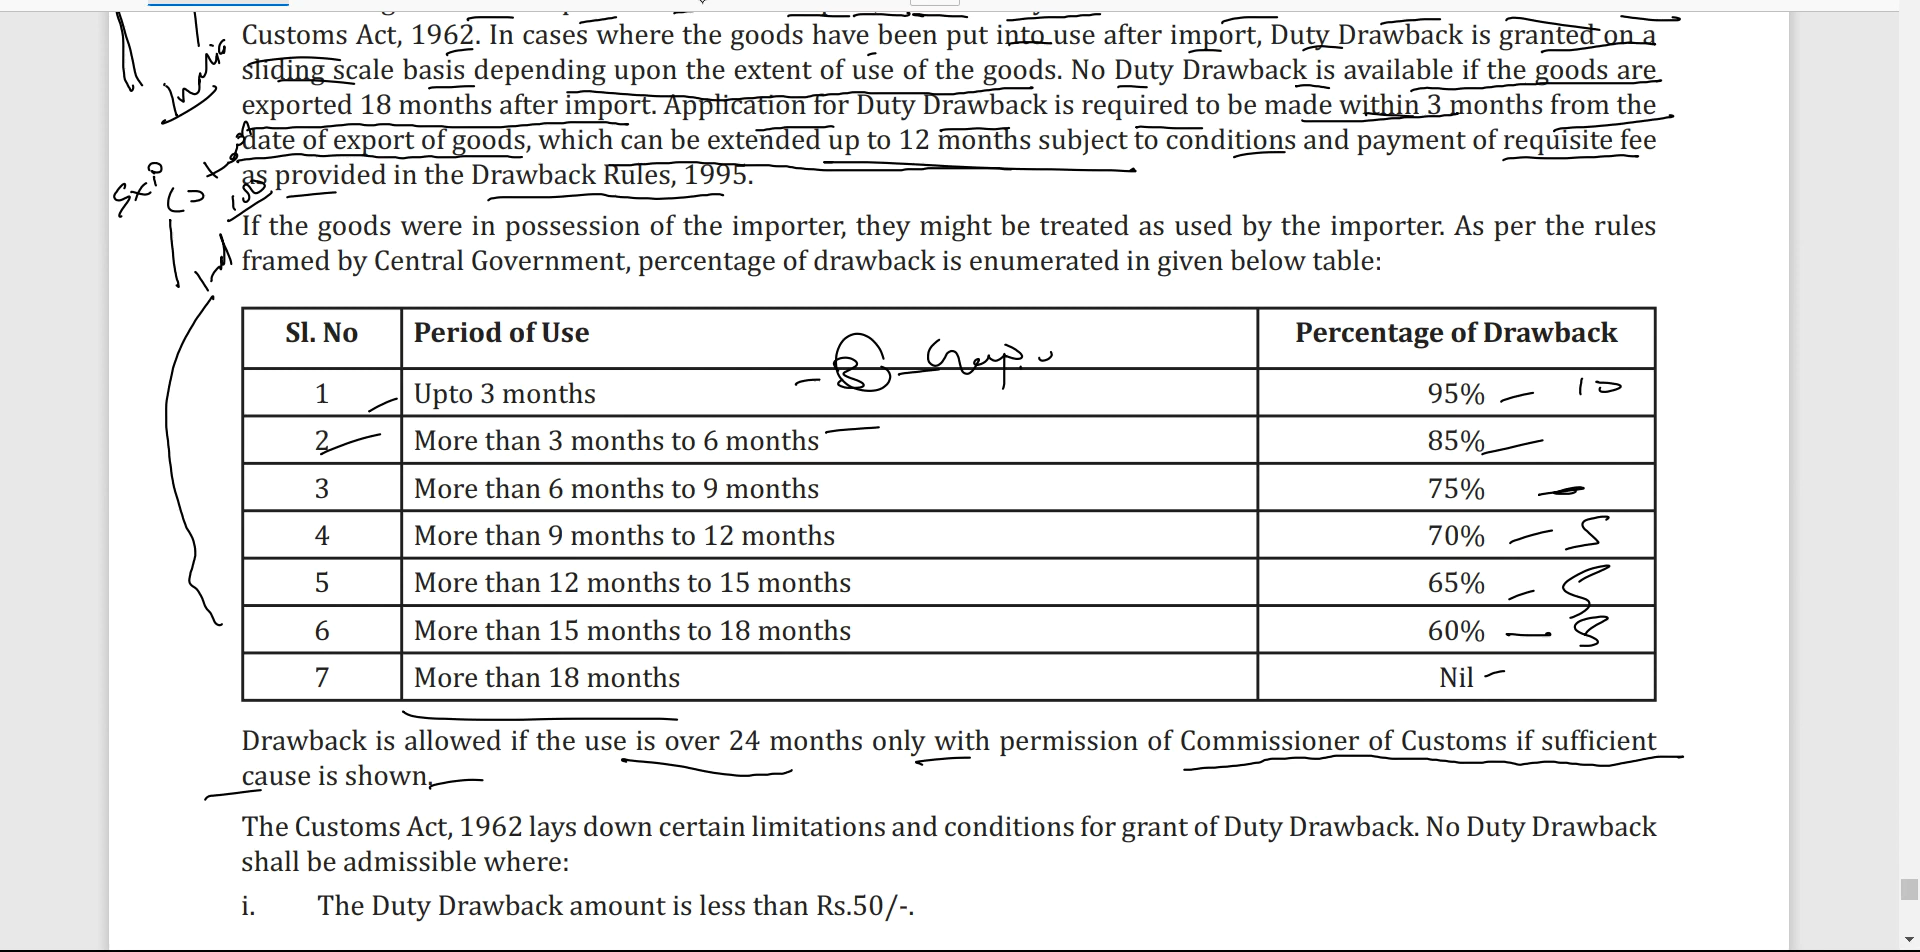 Customs Act, 1962. In cases where the goods have been put into use after import, Duty Drawback is granted on a
sliding scale basis depending upon the extent of use of the goods. No Duty Drawback is available if the goods are
exported 18 months after import. Application for Duty Drawback is required to be made within 3 months from the
date of export of goods, which can be extended up to 12 months subject to conditions and payment of requisite fee
as provided in the Drawback Rules, 1995.
If the goods were in possession of the importer, they might be treated as used by the importer. As per the rules
framed by Central Government, percentage of drawback is enumerated in given below table:
Sl. No Period of Use Percentage of Drawback
1 Upto 3 months 95% 10
2 More than 3 months to 6 months 85%
3 More than 6 months to 9 months 75%
4 More than 9 months to 12 months 70% 5
5 More than 12 months to 15 months 65%
6 More than 15 months to 18 months 60%
7 More than 18 months Nil
Drawback is allowed if the use is over 24 months only with permission of Commissioner of Customs if sufficient
cause is shown.
The Customs Act, 1962 lays down certain limitations and conditions for grant of Duty Drawback. No Duty Drawback
shall be admissible where:
i. The Duty Drawback amount is less than Rs.50/-.